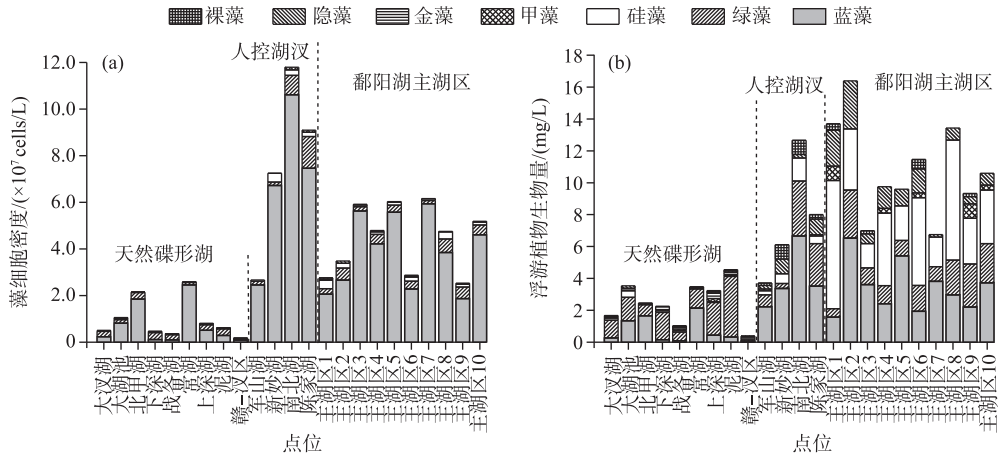 裸藻 隐藻 金藻 甲藻 硅藻 绿藻 蓝藻
(a)
人控湖汊
鄱阳湖主湖区
天然碟形湖
藻细胞密度/(×10⁷cells/L)
12.0
10.0
8.0
6.0
4.0
2.0
0
大汊湖
大湖池
北甲湖
下深湖
战备湖
常湖
上深湖
泥湖
赣-汊区
军山湖
新妙湖
南北湖
陈家湖
主湖区1
主湖区2
主湖区3
主湖区4
主湖区5
主湖区6
主湖区7
主湖区8
主湖区9
主湖区10
点位
(b)
人控湖汊
鄱阳湖主湖区
天然碟形湖
浮游植物生物量/(mg/L)
18
16
14
12
10
8
6
4
2
0
大汊湖
大湖池
北甲湖
下深湖
战备湖
常湖
上深湖
泥湖
赣-汊区
军山湖
新妙湖
南北湖
陈家湖
主湖区1
主湖区2
主湖区3
主湖区4
主湖区5
主湖区6
主湖区7
主湖区8
主湖区9
主湖区10
点位